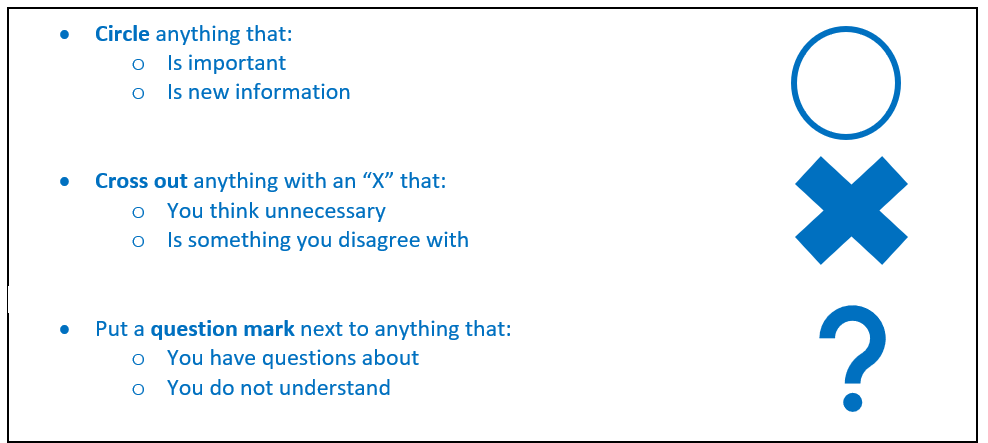 • Circle anything that:
o Is important
o Is new information
• Cross out anything with an “X” that:
o You think unnecessary
o Is something you disagree with
• Put a question mark next to anything that:
o You have questions about
o You do not understand
?